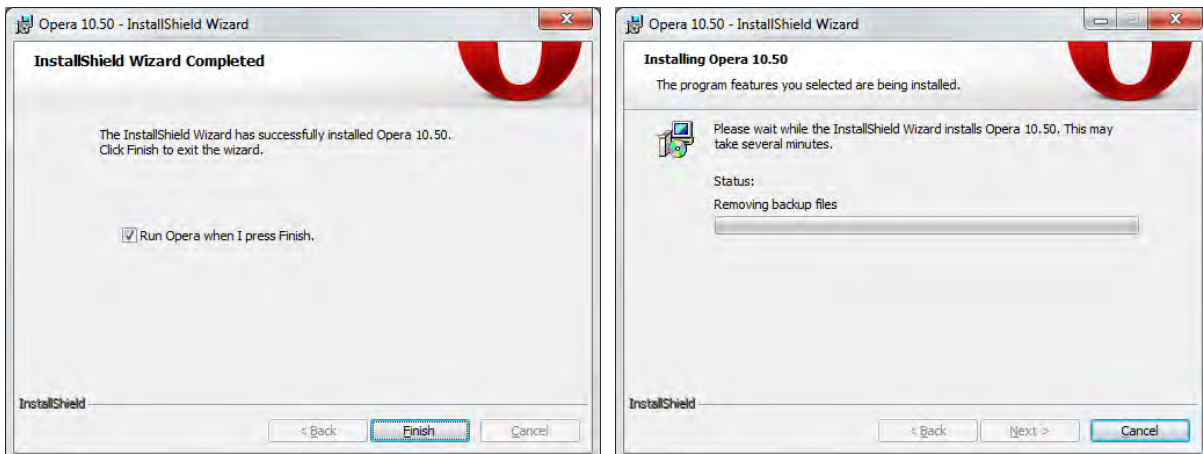 Opera 10.50 - InstallShield Wizard
InstallShield Wizard Completed
The InstallShield Wizard has successfully installed Opera 10.50.
Click Finish to exit the wizard.
Run Opera when I press Finish.
InstallShield
< Back
Finish
Cancel
Opera 10.50 - InstallShield Wizard
Installing Opera 10.50
The program features you selected are being installed.
Please wait while the InstallShield Wizard installs Opera 10.50. This may
take several minutes.
Status:
Removing backup files
InstallShield
< Back
Next >
Cancel